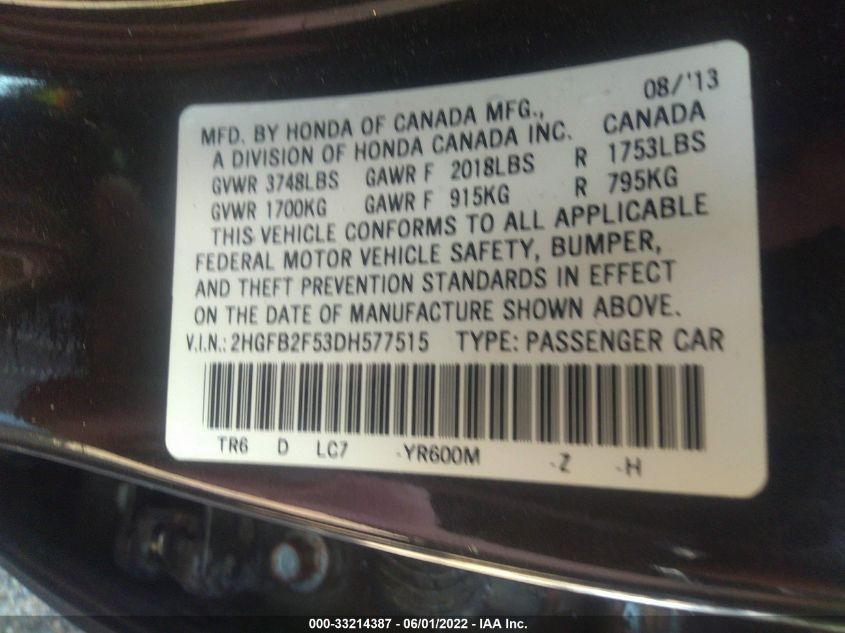 08/'13
MFD. BY HONDA OF CANADA MFG., CANADA
A DIVISION OF HONDA CANADA INC.
GVWR 3748LBS GAWR F 2018LBS R 1753LBS
GVWR 1700KG GAWR F 915KG R 795KG
THIS VEHICLE CONFORMS TO ALL APPLICABLE
FEDERAL MOTOR VEHICLE SAFETY, BUMPER,
AND THEFT PREVENTION STANDARDS IN EFFECT
ON THE DATE OF MANUFACTURE SHOWN ABOVE.
V.I.N.: 2HGFB2F53DH577515 TYPE: PASSENGER CAR
TR6 D LC7 -YR600M -Z -H
000-33214387 - 06/01/2022 - IAA Inc.